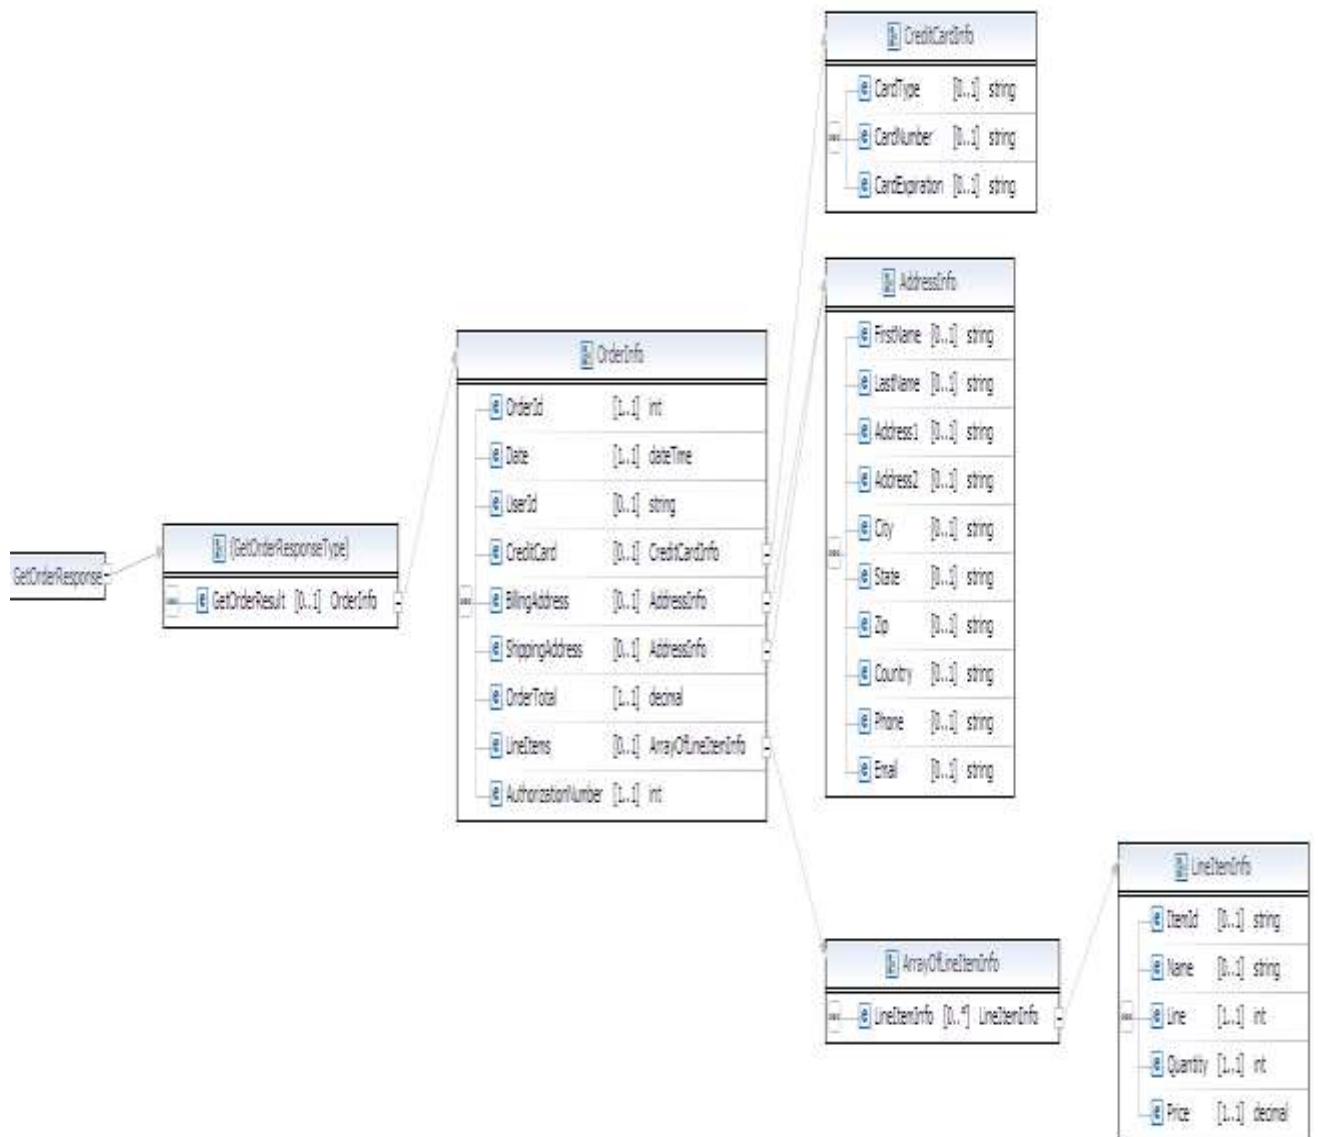 CreditCardInfo
CardType [0..1] string
CardNumber [0..1] string
CardExpiration [0..1] string
AddressInfo
FirstName [0..1] string
LastName [0..1] string
Address1 [0..1] string
Address2 [0..1] string
City [0..1] string
State [0..1] string
Zip [0..1] string
Country [0..1] string
Phone [0..1] string
Email [0..1] string
OrderInfo
OrderId [1..1] int
Date [1..1] dateTime
UserId [0..1] string
CreditCard [0..1] CreditCardInfo
BillingAddress [0..1] AddressInfo
ShippingAddress [0..1] AddressInfo
OrderTotal [1..1] decimal
LineItems [0..1] ArrayOfLineItemInfo
AuthorizationNumber [1..1] int
GetOrderResponse
(GetOrderResponseType)
GetOrderResult [0..1] OrderInfo
ArrayOfLineItemInfo
LineItemInfo [0..*] LineItemInfo
LineItemInfo
ItemId [0..1] string
Name [0..1] string
Line [1..1] int
Quantity [1..1] int
Price [1..1] decimal